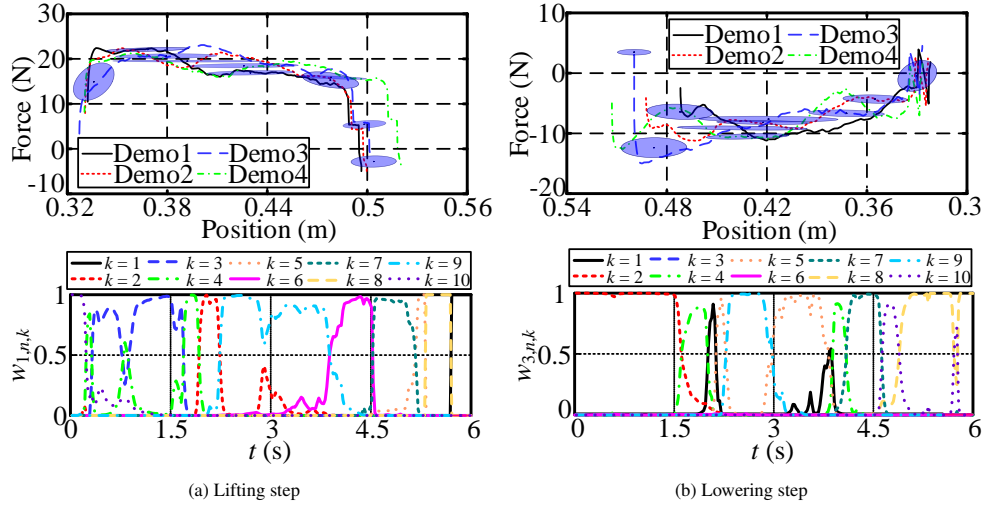 30
20
10
0
-10
Force (N)
Demo1
Demo3
Demo2
Demo4
0.32
0.38
0.44
0.5
0.56
Position (m)
10
0
-10
-20
Force (N)
Demo1
Demo3
Demo2
Demo4
0.54
0.48
0.42
0.36
0.3
Position (m)
k = 1
k = 3
k = 5
k = 7
k = 9
k = 2
k = 4
k = 6
k = 8
k = 10
1
0.5
0
w1,n,k
0
1.5
3
4.5
6
t (s)
(a) Lifting step
k = 1
k = 3
k = 5
k = 7
k = 9
k = 2
k = 4
k = 6
k = 8
k = 10
1
0.5
0
w3,n,k
0
1.5
3
4.5
6
t (s)
(b) Lowering step